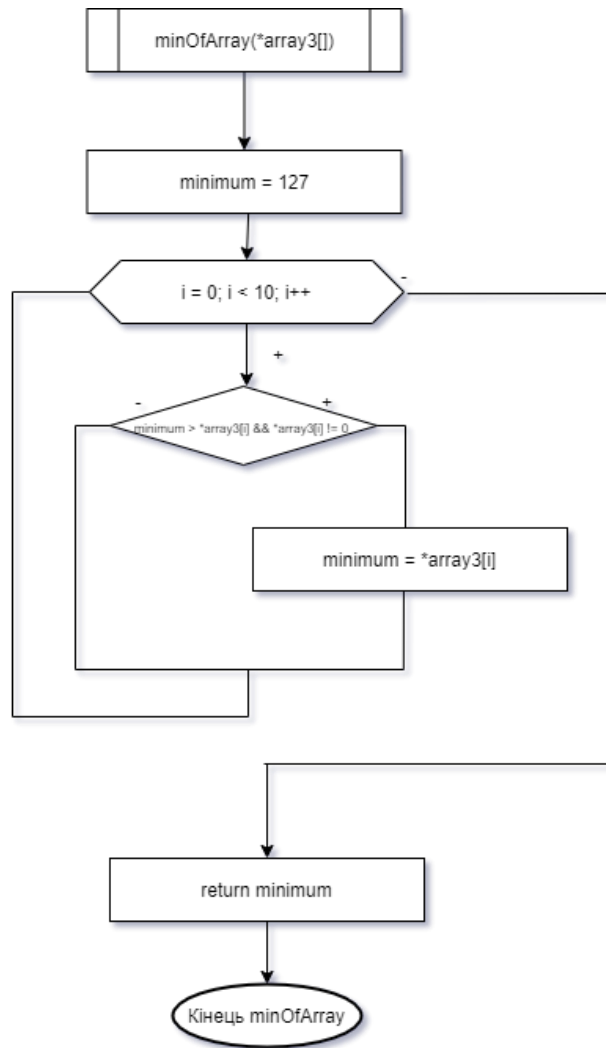 minOfArray(*array3[])
minimum = 127
i = 0; i < 10; i++
-
+
-
+
minimum > *array3[i] && *array3[i] != 0
minimum = *array3[i]
return minimum
Кінець minOfArray